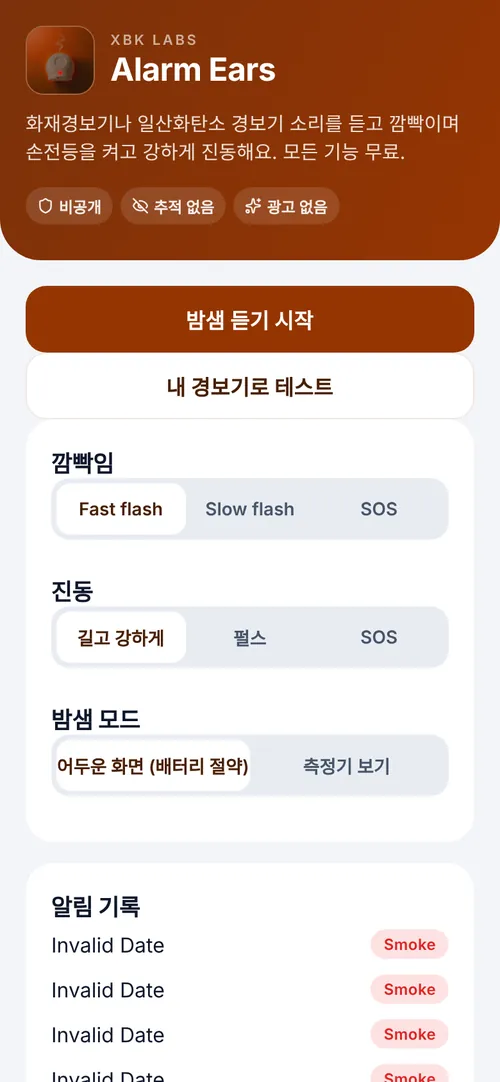 XBK LABS
Alarm Ears
화재경보기나 일산화탄소 경보기 소리를 듣고 깜빡이며
손전등을 켜고 강하게 진동해요. 모든 기능 무료.
비공개
추적 없음
광고 없음
밤샘 듣기 시작
내 경보기로 테스트
깜빡임
Fast flash
Slow flash
SOS
진동
길고 강하게
펄스
SOS
밤샘 모드
어두운 화면 (배터리 절약)
측정기 보기
알림 기록
Invalid Date
Smoke
Invalid Date
Smoke
Invalid Date
Smoke
Invalid Date
Smoke